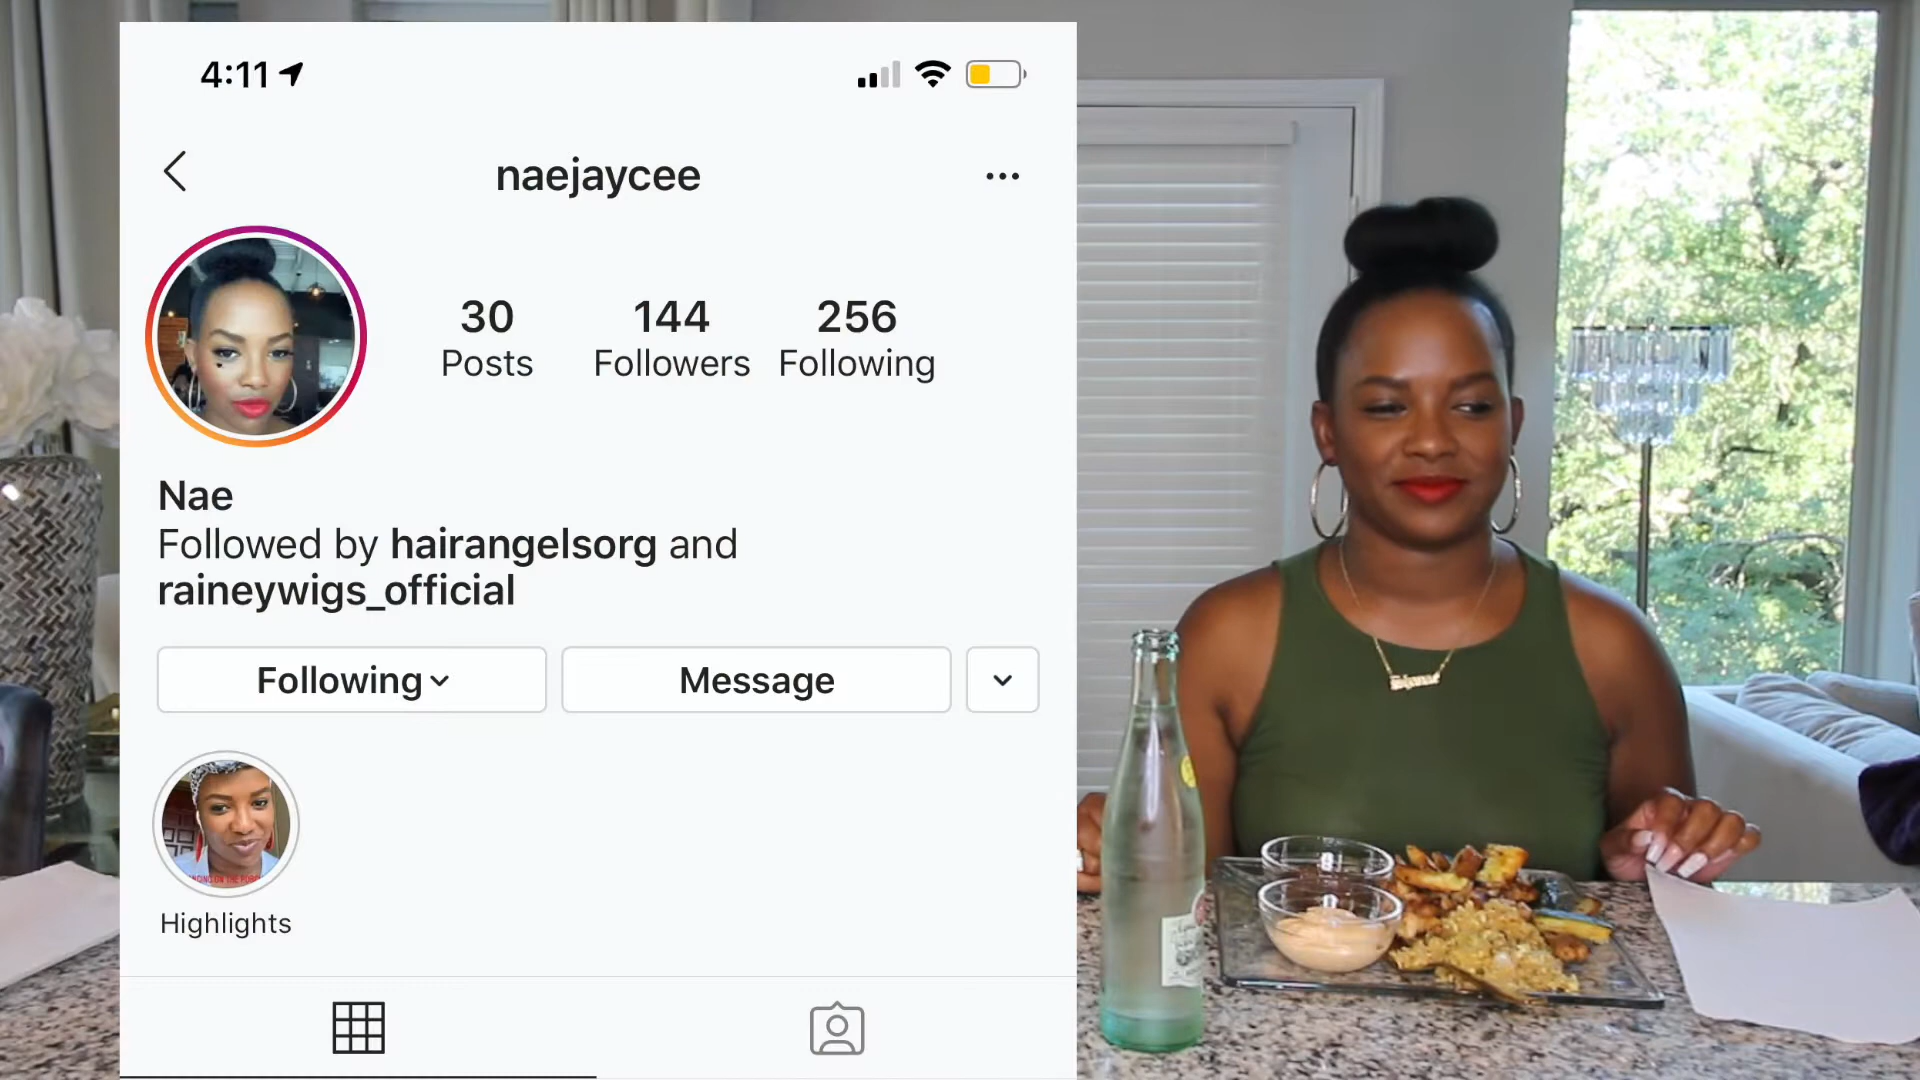 4:11
naejaycee
30 144 256
Posts Followers Following
Nae
Followed by hairangelsorg and
raineywigs_official
Following Message
Highlights